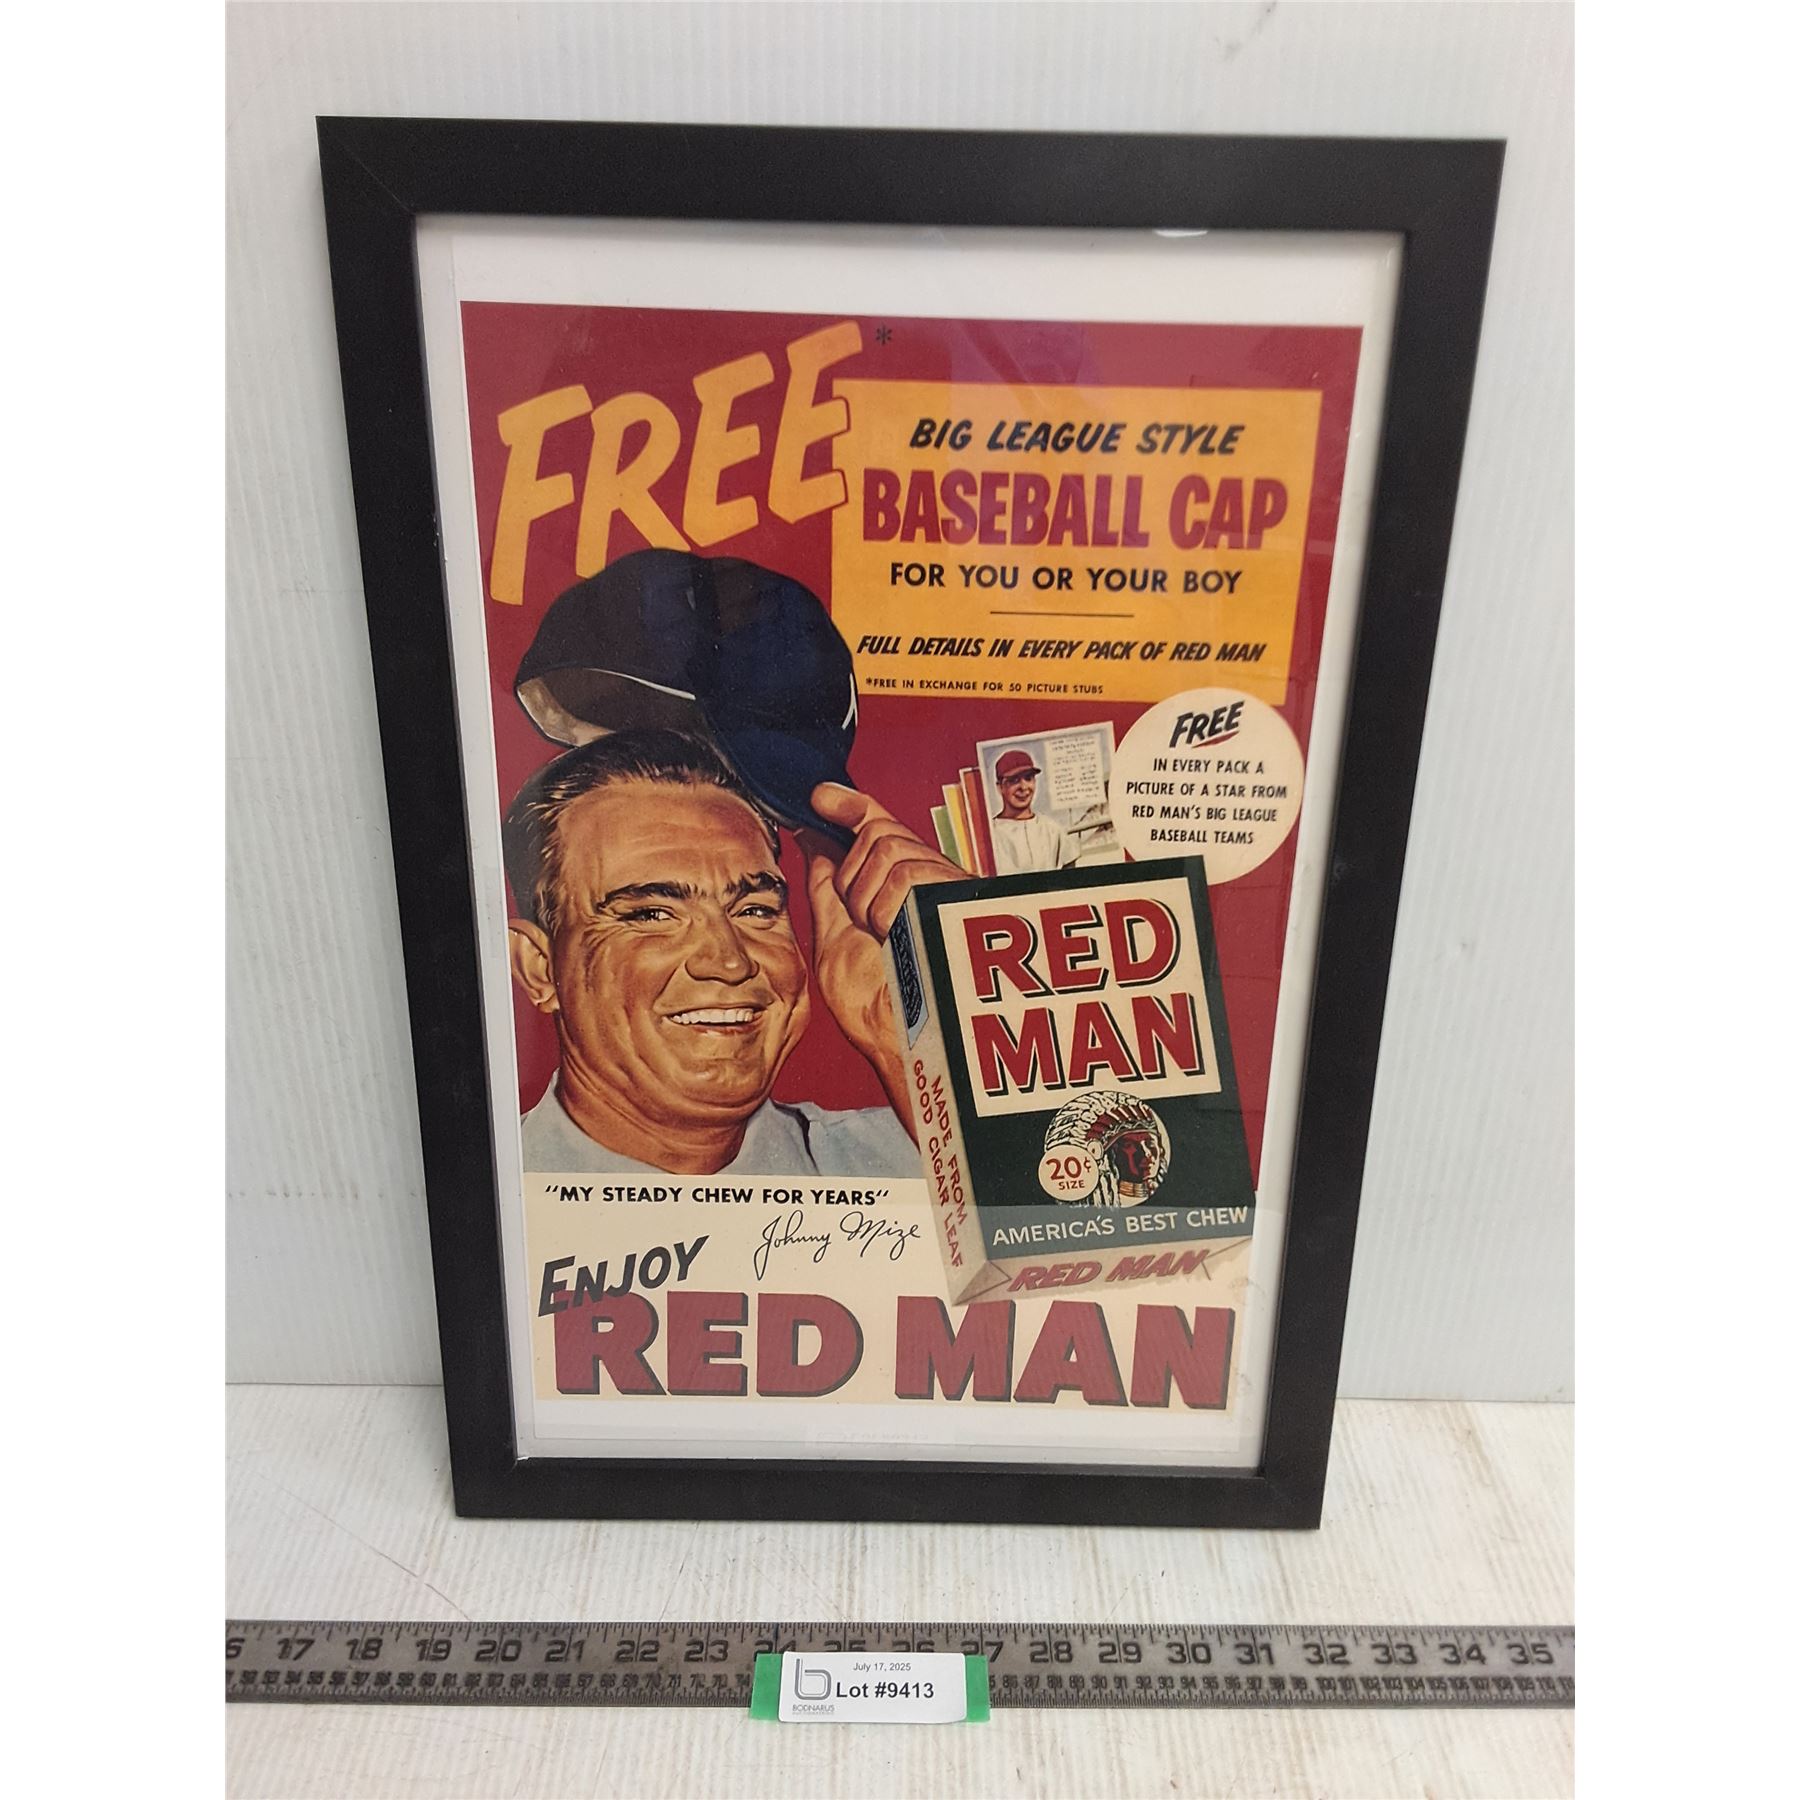 FREE*
BIG LEAGUE STYLE
BASEBALL CAP
FOR YOU OR YOUR BOY
FULL DETAILS IN EVERY PACK OF RED MAN
*FREE IN EXCHANGE FOR 50 PICTURE STUBS
FREE
IN EVERY PACK A
PICTURE OF A STAR FROM
RED MAN'S BIG LEAGUE
BASEBALL TEAMS
RED
MAN
MADE FROM
GOOD CIGAR LEAF
20¢
SIZE
AMERICA'S BEST CHEW
RED MAN
"MY STEADY CHEW FOR YEARS"
Johnny Mize
ENJOY
RED MAN
17 18 19 20 21 22 23 24 25 26 27 28 29 30 31 32 33 34 35
July 17, 2025
Lot #9413
BODNARUS